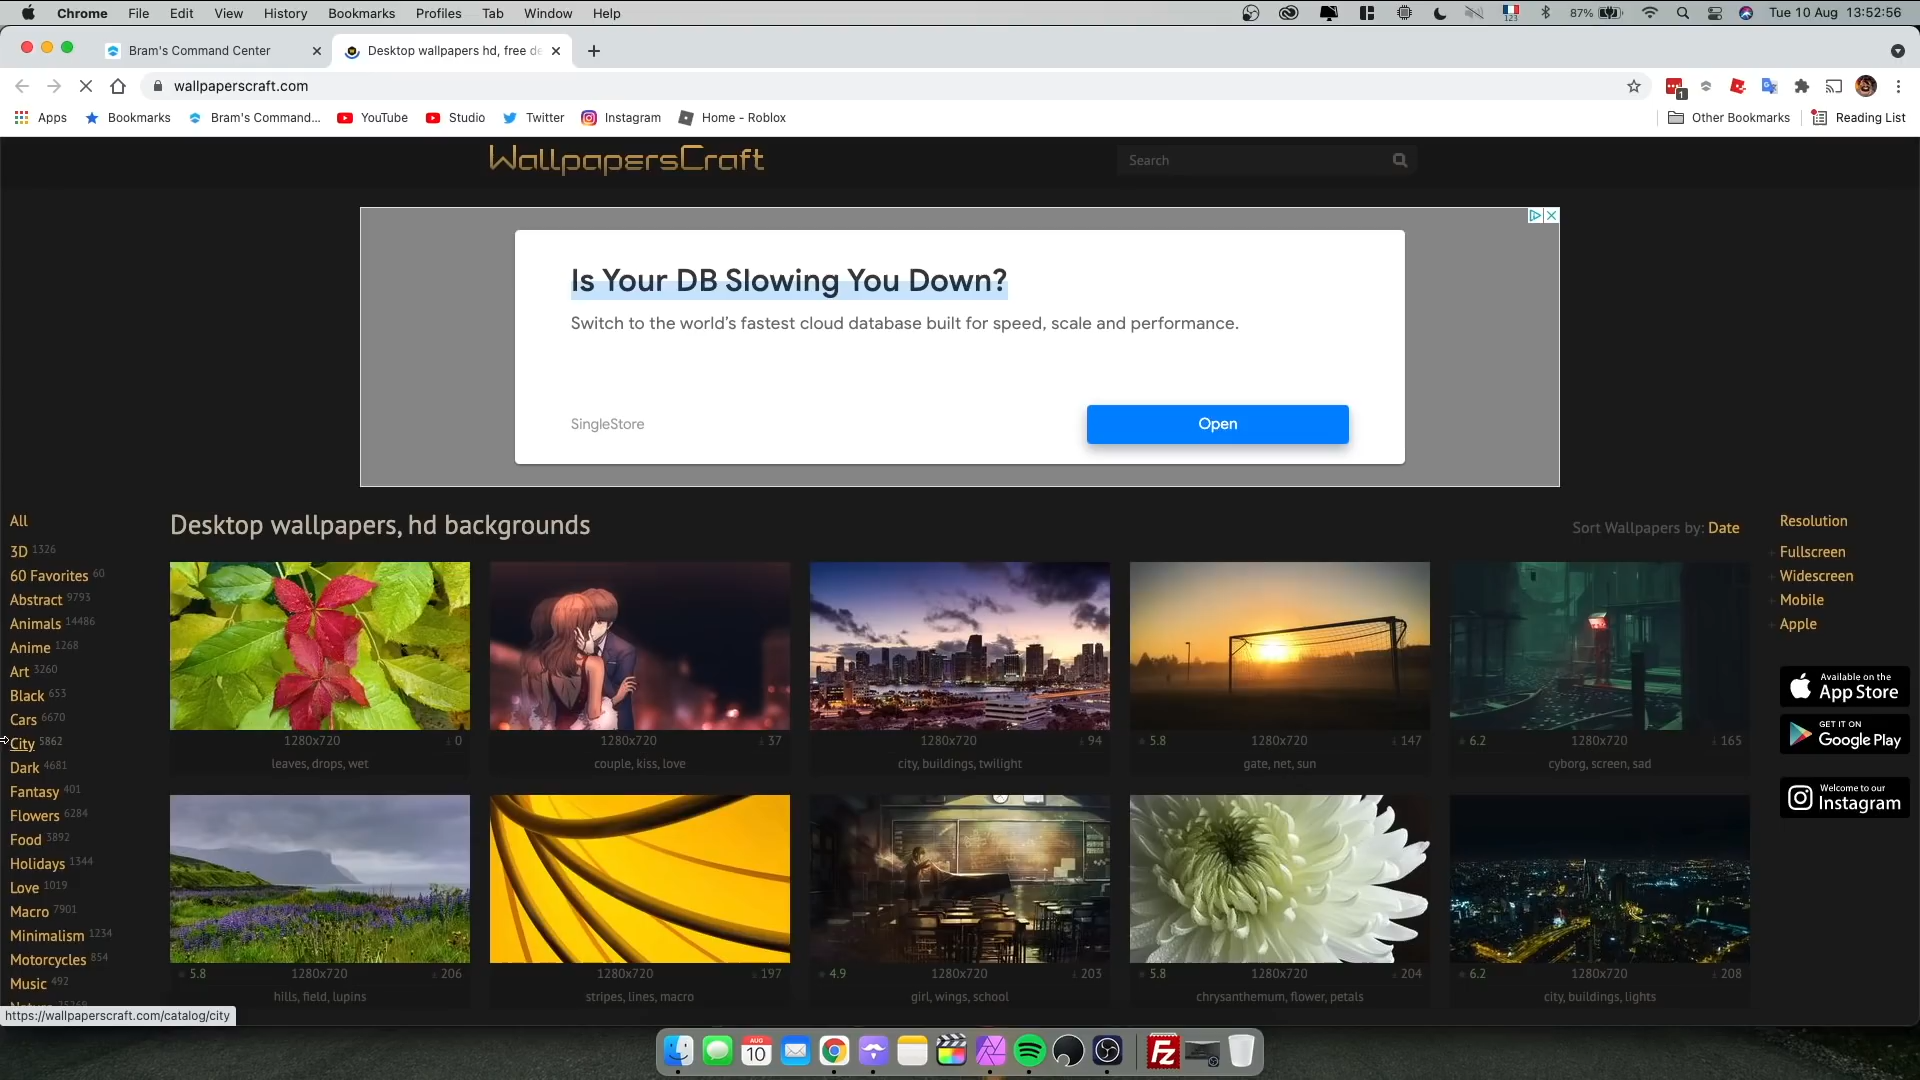 Chrome File Edit View History Bookmarks Profiles Tab Window Help 123 87% Tue 10 Aug 13:52:56
Bram's Command Center
Desktop wallpapers hd, free de
wallpaperscraft.com
1
Apps Bookmarks Bram's Command... YouTube Studio Twitter Instagram Home - Roblox Other Bookmarks Reading List
WallpapersCraft
Search
Is Your DB Slowing You Down?
Switch to the world's fastest cloud database built for speed, scale and performance.
SingleStore
Open
All
3D 1326
60 Favorites 60
Abstract 9793
Animals 14486
Anime 1268
Art 3260
Black 653
Cars 6670
City 5862
Dark 4681
Fantasy 401
Flowers 6284
Food 3892
Holidays 1344
Love 1019
Macro 7901
Minimalism 1234
Motorcycles 854
Music 492
https://wallpaperscraft.com/catalog/city
Desktop wallpapers, hd backgrounds
Sort Wallpapers by: Date
1280x720 0
leaves, drops, wet
1280x720 37
couple, kiss, love
1280x720 94
city, buildings, twilight
5.8 1280x720 147
gate, net, sun
6.2 1280x720 165
cyborg, screen, sad
5.8 1280x720 206
hills, field, lupins
1280x720 197
stripes, lines, macro
4.9 1280x720 203
girl, wings, school
5.8 1280x720 204
chrysanthemum, flower, petals
6.2 1280x720 208
city, buildings, lights
Resolution
Fullscreen
Widescreen
Mobile
Apple
Available on the
App Store
GET IT ON
Google Play
Welcome to our
Instagram
AUG
10
Fz